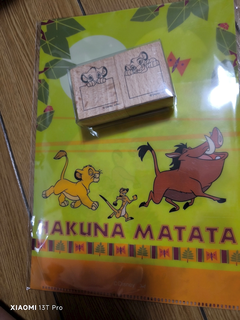 HAKUNA MATATA
XIAOMI 13T Pro